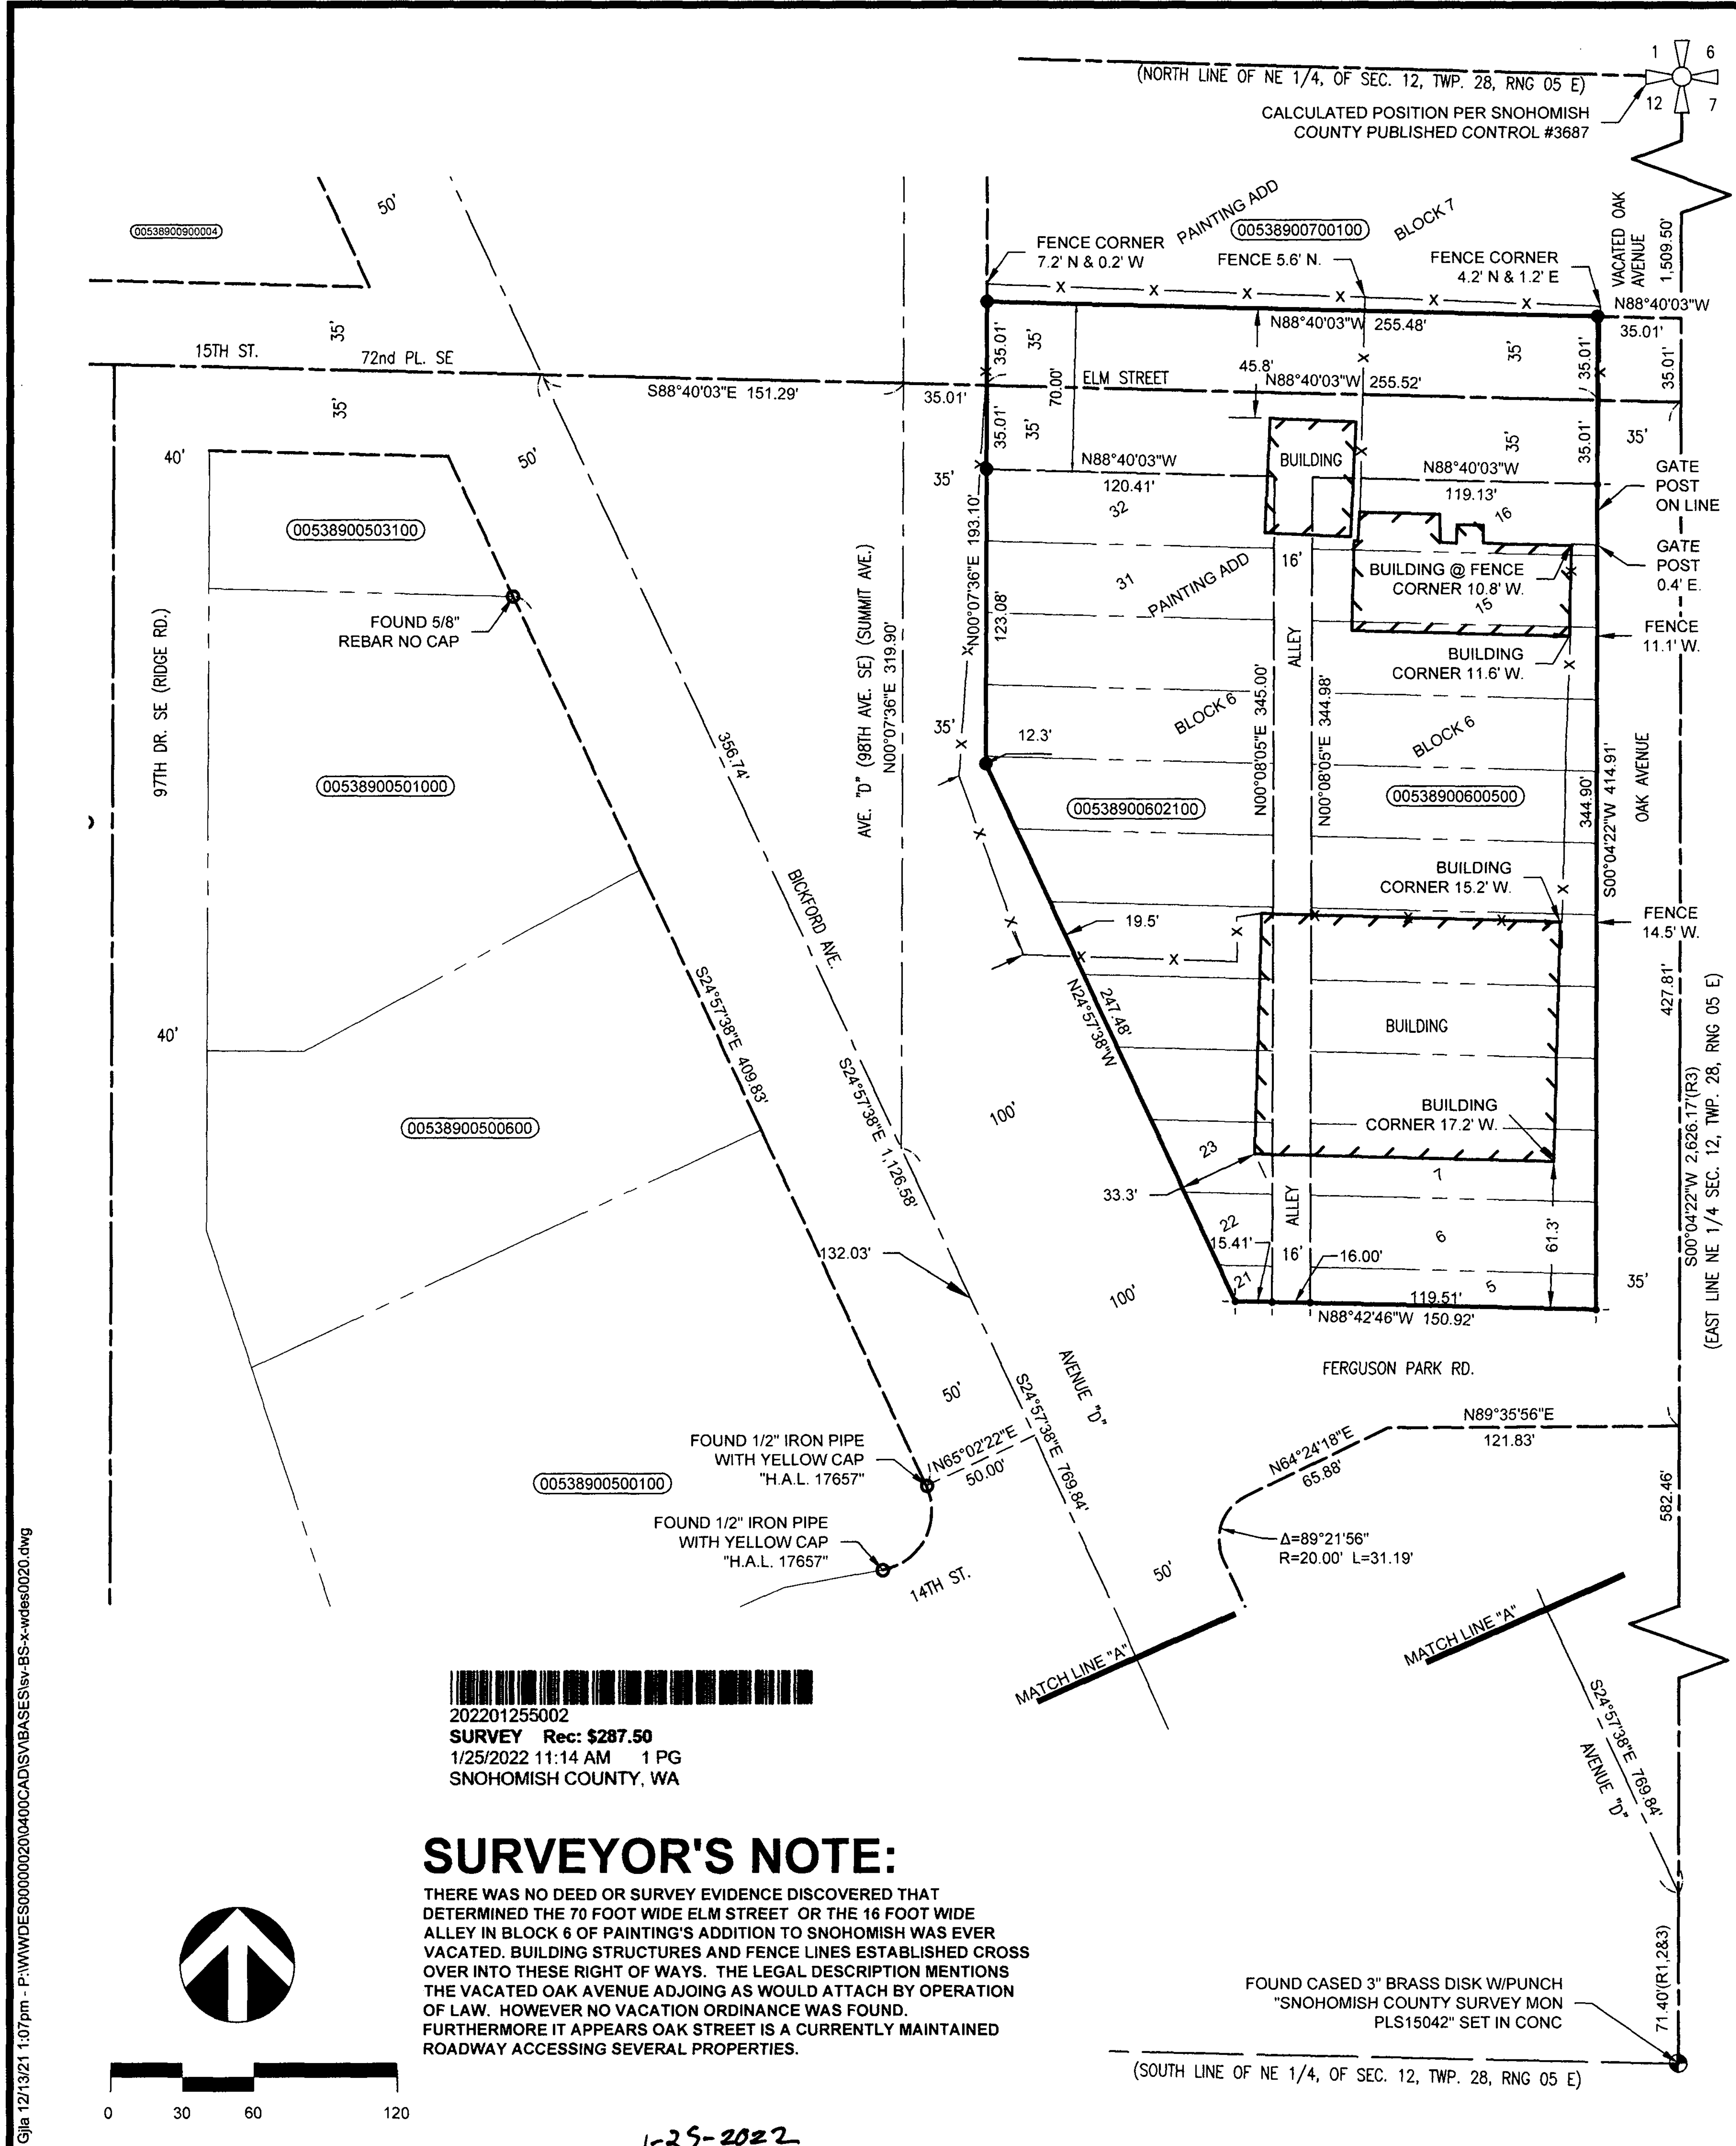 (NORTH LINE OF NE 1/4, OF SEC. 12, TWP. 28, RNG 05 E)
1 6
12 7
CALCULATED POSITION PER SNOHOMISH
COUNTY PUBLISHED CONTROL #3687
50'
00538900900004
PAINTING ADD
00538900700100
BLOCK 7
VACATED OAK
AVENUE
1,509.50'
FENCE CORNER
7.2' N & 0.2' W
FENCE 5.6' N.
FENCE CORNER
4.2' N & 1.2' E
N88°40'03"W
35.01'
N88°40'03"W 255.48'
35'
15TH ST.
72nd PL. SE
35.01'
35'
70.00'
45.8'
35'
35.01'
35.01'
S88°40'03"E 151.29'
35.01'
ELM STREET
N88°40'03"W 255.52'
35'
50'
35.01'
35'
35'
35.01'
35'
40'
35'
N88°40'03"W
120.41'
BUILDING
N88°40'03"W
119.13'
GATE
POST
ON LINE
32
16
00538900503100
AVE. "D" (98TH AVE. SE) (SUMMIT AVE.)
N00°07'36"E 319.90'
N00°07'36"E 193.10'
123.08'
31
PAINTING ADD
16'
BUILDING @ FENCE
CORNER 10.8' W.
15
GATE
POST
0.4' E.
FOUND 5/8"
REBAR NO CAP
97TH DR. SE (RIDGE RD.)
ALLEY
BUILDING
CORNER 11.6' W.
FENCE
11.1' W.
35'
12.3'
BLOCK 6
N00°08'05"E 345.00'
N00°08'05"E 344.98'
BLOCK 6
356.74'
00538900501000
00538900602100
00538900600500
344.90'
S00°04'22"W 414.91'
OAK AVENUE
BICKFORD AVE.
19.5'
BUILDING
CORNER 15.2' W.
FENCE
14.5' W.
427.81'
S24°57'38"E 409.83'
247.48'
N24°57'38"W
BUILDING
40'
S24°57'38"E 1,126.58'
100'
S00°04'22"W 2,626.17'(R3)
(EAST LINE NE 1/4 SEC. 12, TWP. 28, RNG 05 E)
00538900500600
BUILDING
CORNER 17.2' W.
23
7
33.3'
22
ALLEY
6
61.3'
15.41'
16'
16.00'
132.03'
21
5
35'
100'
119.51'
N88°42'46"W 150.92'
AVENUE "D"
FERGUSON PARK RD.
50'
S24°57'38"E 769.84'
N89°35'56"E
121.83'
FOUND 1/2" IRON PIPE
WITH YELLOW CAP
"H.A.L. 17657"
N65°02'22"E
50.00'
N64°24'18"E
65.88'
00538900500100
582.46'
FOUND 1/2" IRON PIPE
WITH YELLOW CAP
"H.A.L. 17657"
Δ=89°21'56"
R=20.00' L=31.19'
14TH ST.
50'
MATCH LINE "A"
MATCH LINE "A"
S24°57'38"E 769.84'
AVENUE "D"
202201255002
SURVEY Rec: $287.50
1/25/2022 11:14 AM 1 PG
SNOHOMISH COUNTY, WA
SURVEYOR'S NOTE:
THERE WAS NO DEED OR SURVEY EVIDENCE DISCOVERED THAT
DETERMINED THE 70 FOOT WIDE ELM STREET OR THE 16 FOOT WIDE
ALLEY IN BLOCK 6 OF PAINTING'S ADDITION TO SNOHOMISH WAS EVER
VACATED. BUILDING STRUCTURES AND FENCE LINES ESTABLISHED CROSS
OVER INTO THESE RIGHT OF WAYS. THE LEGAL DESCRIPTION MENTIONS
THE VACATED OAK AVENUE ADJOING AS WOULD ATTACH BY OPERATION
OF LAW. HOWEVER NO VACATION ORDINANCE WAS FOUND.
FURTHERMORE IT APPEARS OAK STREET IS A CURRENTLY MAINTAINED
ROADWAY ACCESSING SEVERAL PROPERTIES.
FOUND CASED 3" BRASS DISK W/PUNCH
"SNOHOMISH COUNTY SURVEY MON
PLS15042" SET IN CONC
71.40'(R1,2&3)
(SOUTH LINE OF NE 1/4, OF SEC. 12, TWP. 28, RNG 05 E)
0 30 60 120
1-25-2022
Gjla 12/13/21 1:07pm - P:\W\WDES00000020\0400CAD\SV\BASES\sv-BS-x-wdes0020.dwg